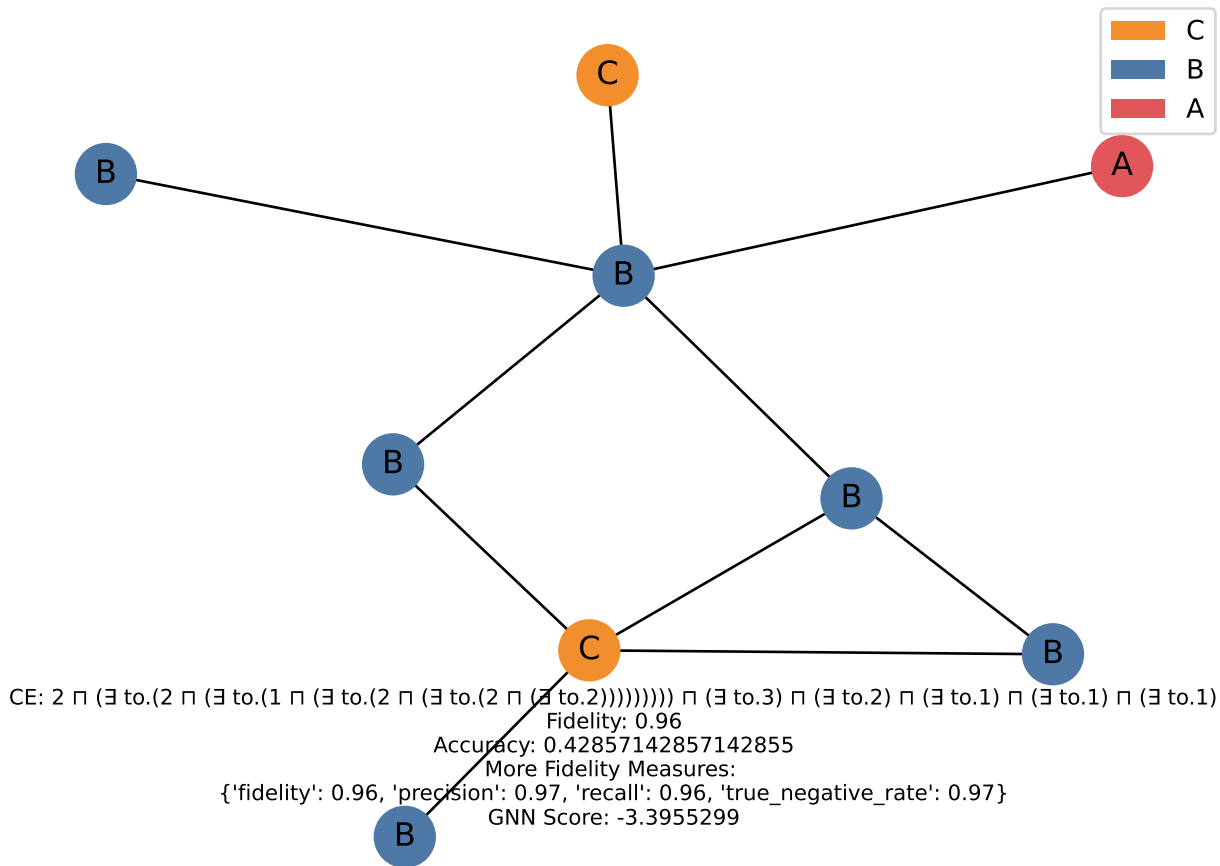 C
C
B
B
A
B
A
B
B
B
C
B
CE: 2 ⊓ (∃ to.(2 ⊓ (∃ to.(1 ⊓ (∃ to.(2 ⊓ (∃ to.(2 ⊓ (∃ to.2))))))))) ⊓ (∃ to.3) ⊓ (∃ to.2) ⊓ (∃ to.1) ⊓ (∃ to.1) ⊓ (∃ to.1)
Fidelity: 0.96
Accuracy: 0.42857142857142855
More Fidelity Measures:
{'fidelity': 0.96, 'precision': 0.97, 'recall': 0.96, 'true_negative_rate': 0.97}
GNN Score: -3.3955299
B